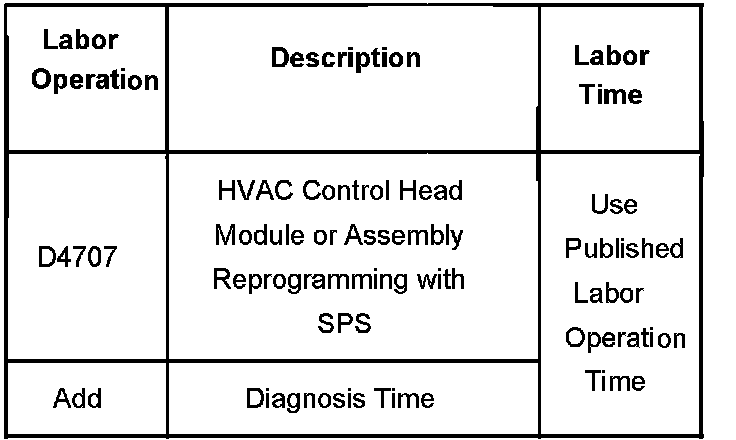 Labor
Operation
Description
Labor
Time
D4707
HVAC Control Head
Module or Assembly
Reprogramming with
SPS
Use
Published
Labor
Operation
Time
Add
Diagnosis Time